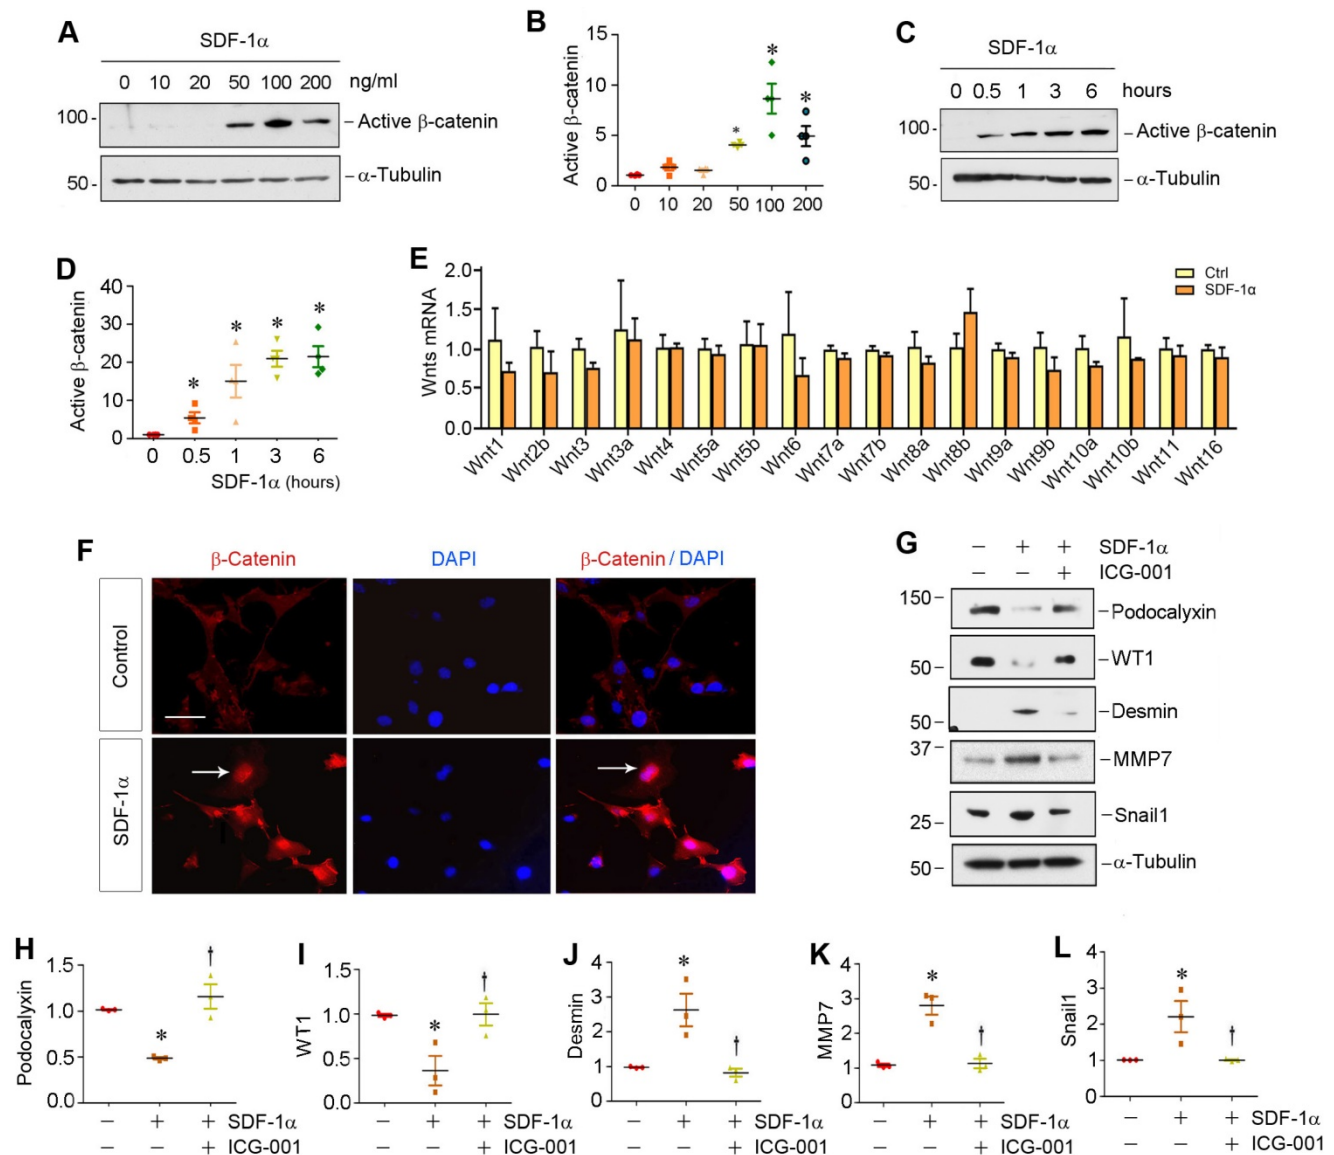 A
SDF-1α
0 10 20 50 100 200 ng/ml
100
Active β-catenin
50
α-Tubulin
B
Active β-catenin
15
10
5
0
0 10 20 50 100 200
*
*
*
C
SDF-1α
0 0.5 1 3 6 hours
100
Active β-catenin
50
α-Tubulin
D
Active β-catenin
40
30
20
10
0
*
*
*
*
0 0.5 1 3 6
SDF-1α (hours)
E
Wnts mRNA
2.0
1.5
1.0
0.5
0.0
Ctrl
SDF-1α
Wnt1 Wnt2b Wnt3 Wnt3a Wnt4 Wnt5a Wnt5b Wnt6 Wnt7a Wnt7b Wnt8a Wnt8b Wnt9a Wnt9b Wnt10a Wnt10b Wnt11 Wnt16
F
β-Catenin DAPI β-Catenin / DAPI
Control
SDF-1α
G
− + + SDF-1α
− − + ICG-001
150
Podocalyxin
50
WT1
50
Desmin
37
MMP7
25
Snail1
50
α-Tubulin
H
Podocalyxin
1.5
1.0
0.5
0.0
*
†
− + + SDF-1α
− − + ICG-001
I
WT1
1.5
1.0
0.5
0.0
*
†
− + + SDF-1α
− − + ICG-001
J
Desmin
4
3
2
1
0
*
†
− + + SDF-1α
− − + ICG-001
K
MMP7
4
3
2
1
0
*
†
− + + SDF-1α
− − + ICG-001
L
Snail1
4
3
2
1
0
*
†
− + + SDF-1α
− − + ICG-001